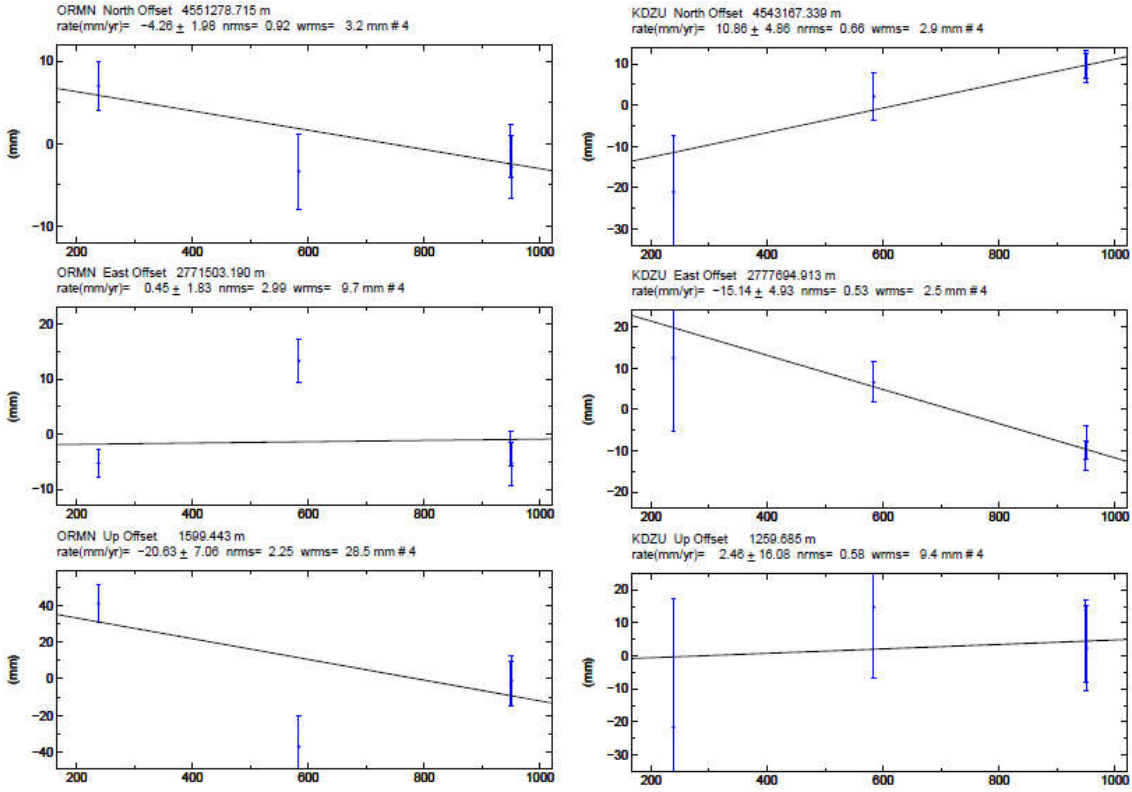 ORMN North Offset 4551278.715 m
rate(mm/yr)= −4.26 ± 1.98 nrms= 0.92 wrms= 3.2 mm # 4
10
0
−10
(mm)
200 400 600 800 1000
ORMN East Offset 2771503.190 m
rate(mm/yr)= 0.45 ± 1.83 nrms= 2.99 wrms= 9.7 mm # 4
20
10
0
−10
(mm)
200 400 600 800 1000
ORMN Up Offset 1599.443 m
rate(mm/yr)= −20.63 ± 7.06 nrms= 2.25 wrms= 28.5 mm # 4
40
20
0
−20
−40
(mm)
200 400 600 800 1000
KDZU North Offset 4543167.339 m
rate(mm/yr)= 10.86 ± 4.86 nrms= 0.66 wrms= 2.9 mm # 4
10
0
−10
−20
−30
(mm)
200 400 600 800 1000
KDZU East Offset 2777694.913 m
rate(mm/yr)= −15.14 ± 4.93 nrms= 0.53 wrms= 2.5 mm # 4
20
10
0
−10
−20
(mm)
200 400 600 800 1000
KDZU Up Offset 1259.685 m
rate(mm/yr)= 2.46 ± 16.08 nrms= 0.58 wrms= 9.4 mm # 4
20
10
0
−10
−20
−30
(mm)
200 400 600 800 1000